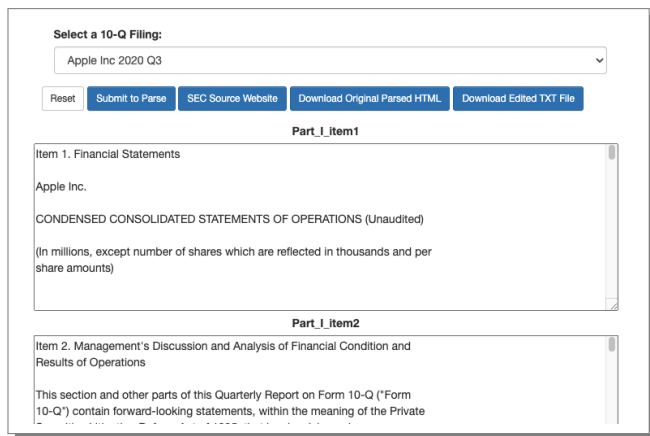 Select a 10-Q Filing:
Apple Inc 2020 Q3
Reset Submit to Parse SEC Source Website Download Original Parsed HTML Download Edited TXT File
Part_I_item1
Item 1. Financial Statements
Apple Inc.
CONDENSED CONSOLIDATED STATEMENTS OF OPERATIONS (Unaudited)
(In millions, except number of shares which are reflected in thousands and per
share amounts)
Part_I_item2
Item 2. Management's Discussion and Analysis of Financial Condition and
Results of Operations
This section and other parts of this Quarterly Report on Form 10-Q ("Form
10-Q") contain forward-looking statements, within the meaning of the Private